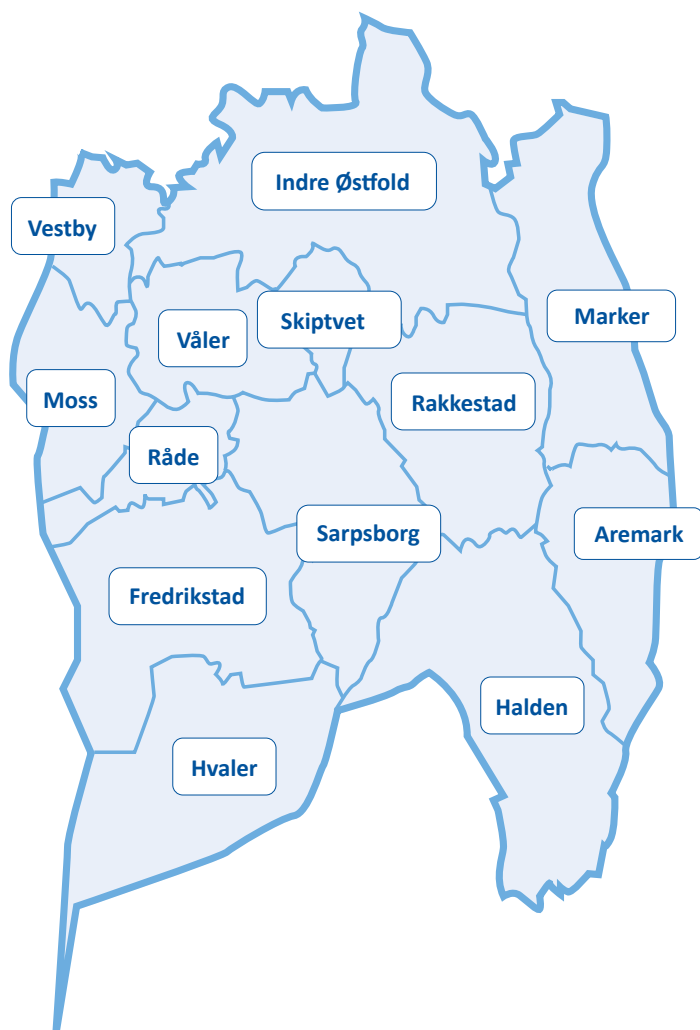 Indre Østfold
Vestby
Skiptvet
Marker
Våler
Moss
Rakkestad
Råde
Sarpsborg
Aremark
Fredrikstad
Halden
Hvaler